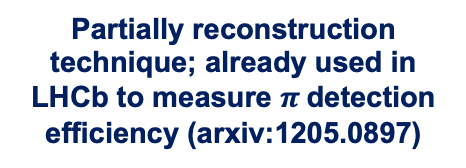 Partially reconstruction
technique; already used in
LHCb to measure π detection
efficiency (arxiv:1205.0897)